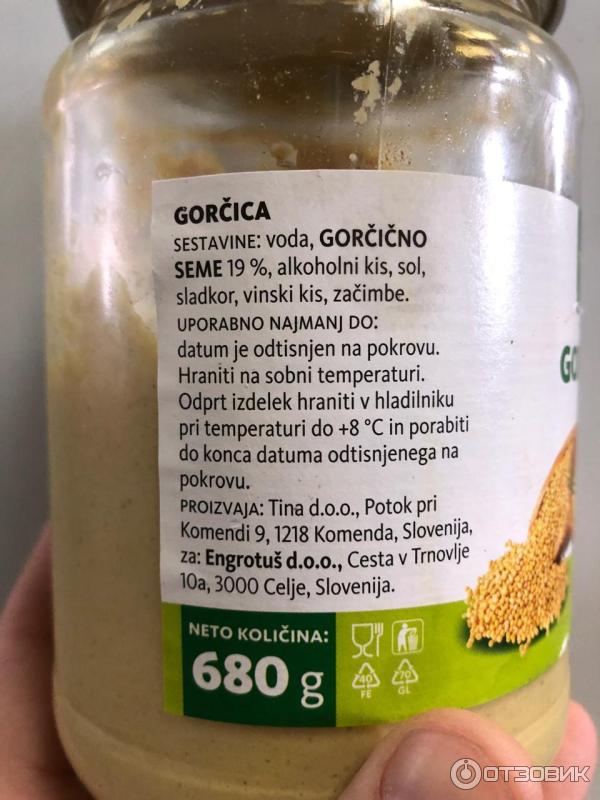 GORČICA
SESTAVINE: voda, GORČIČNO
SEME 19 %, alkoholni kis, sol,
sladkor, vinski kis, začimbe.
UPORABNO NAJMANJ DO:
datum je odtisnjen na pokrovu.
Hraniti na sobni temperaturi.
Odprt izdelek hraniti v hladilniku
pri temperaturi do +8 °C in porabiti
do konca datuma odtisnjenega na
pokrovu.
PROIZVAJA: Tina d.o.o., Potok pri
Komendi 9, 1218 Komenda, Slovenija,
za: Engrotuš d.o.o., Cesta v Trnovlje
10a, 3000 Celje, Slovenija.
NETO KOLIČINA:
680 g
40
FE
70
GL
GO
ОТЗОВИК